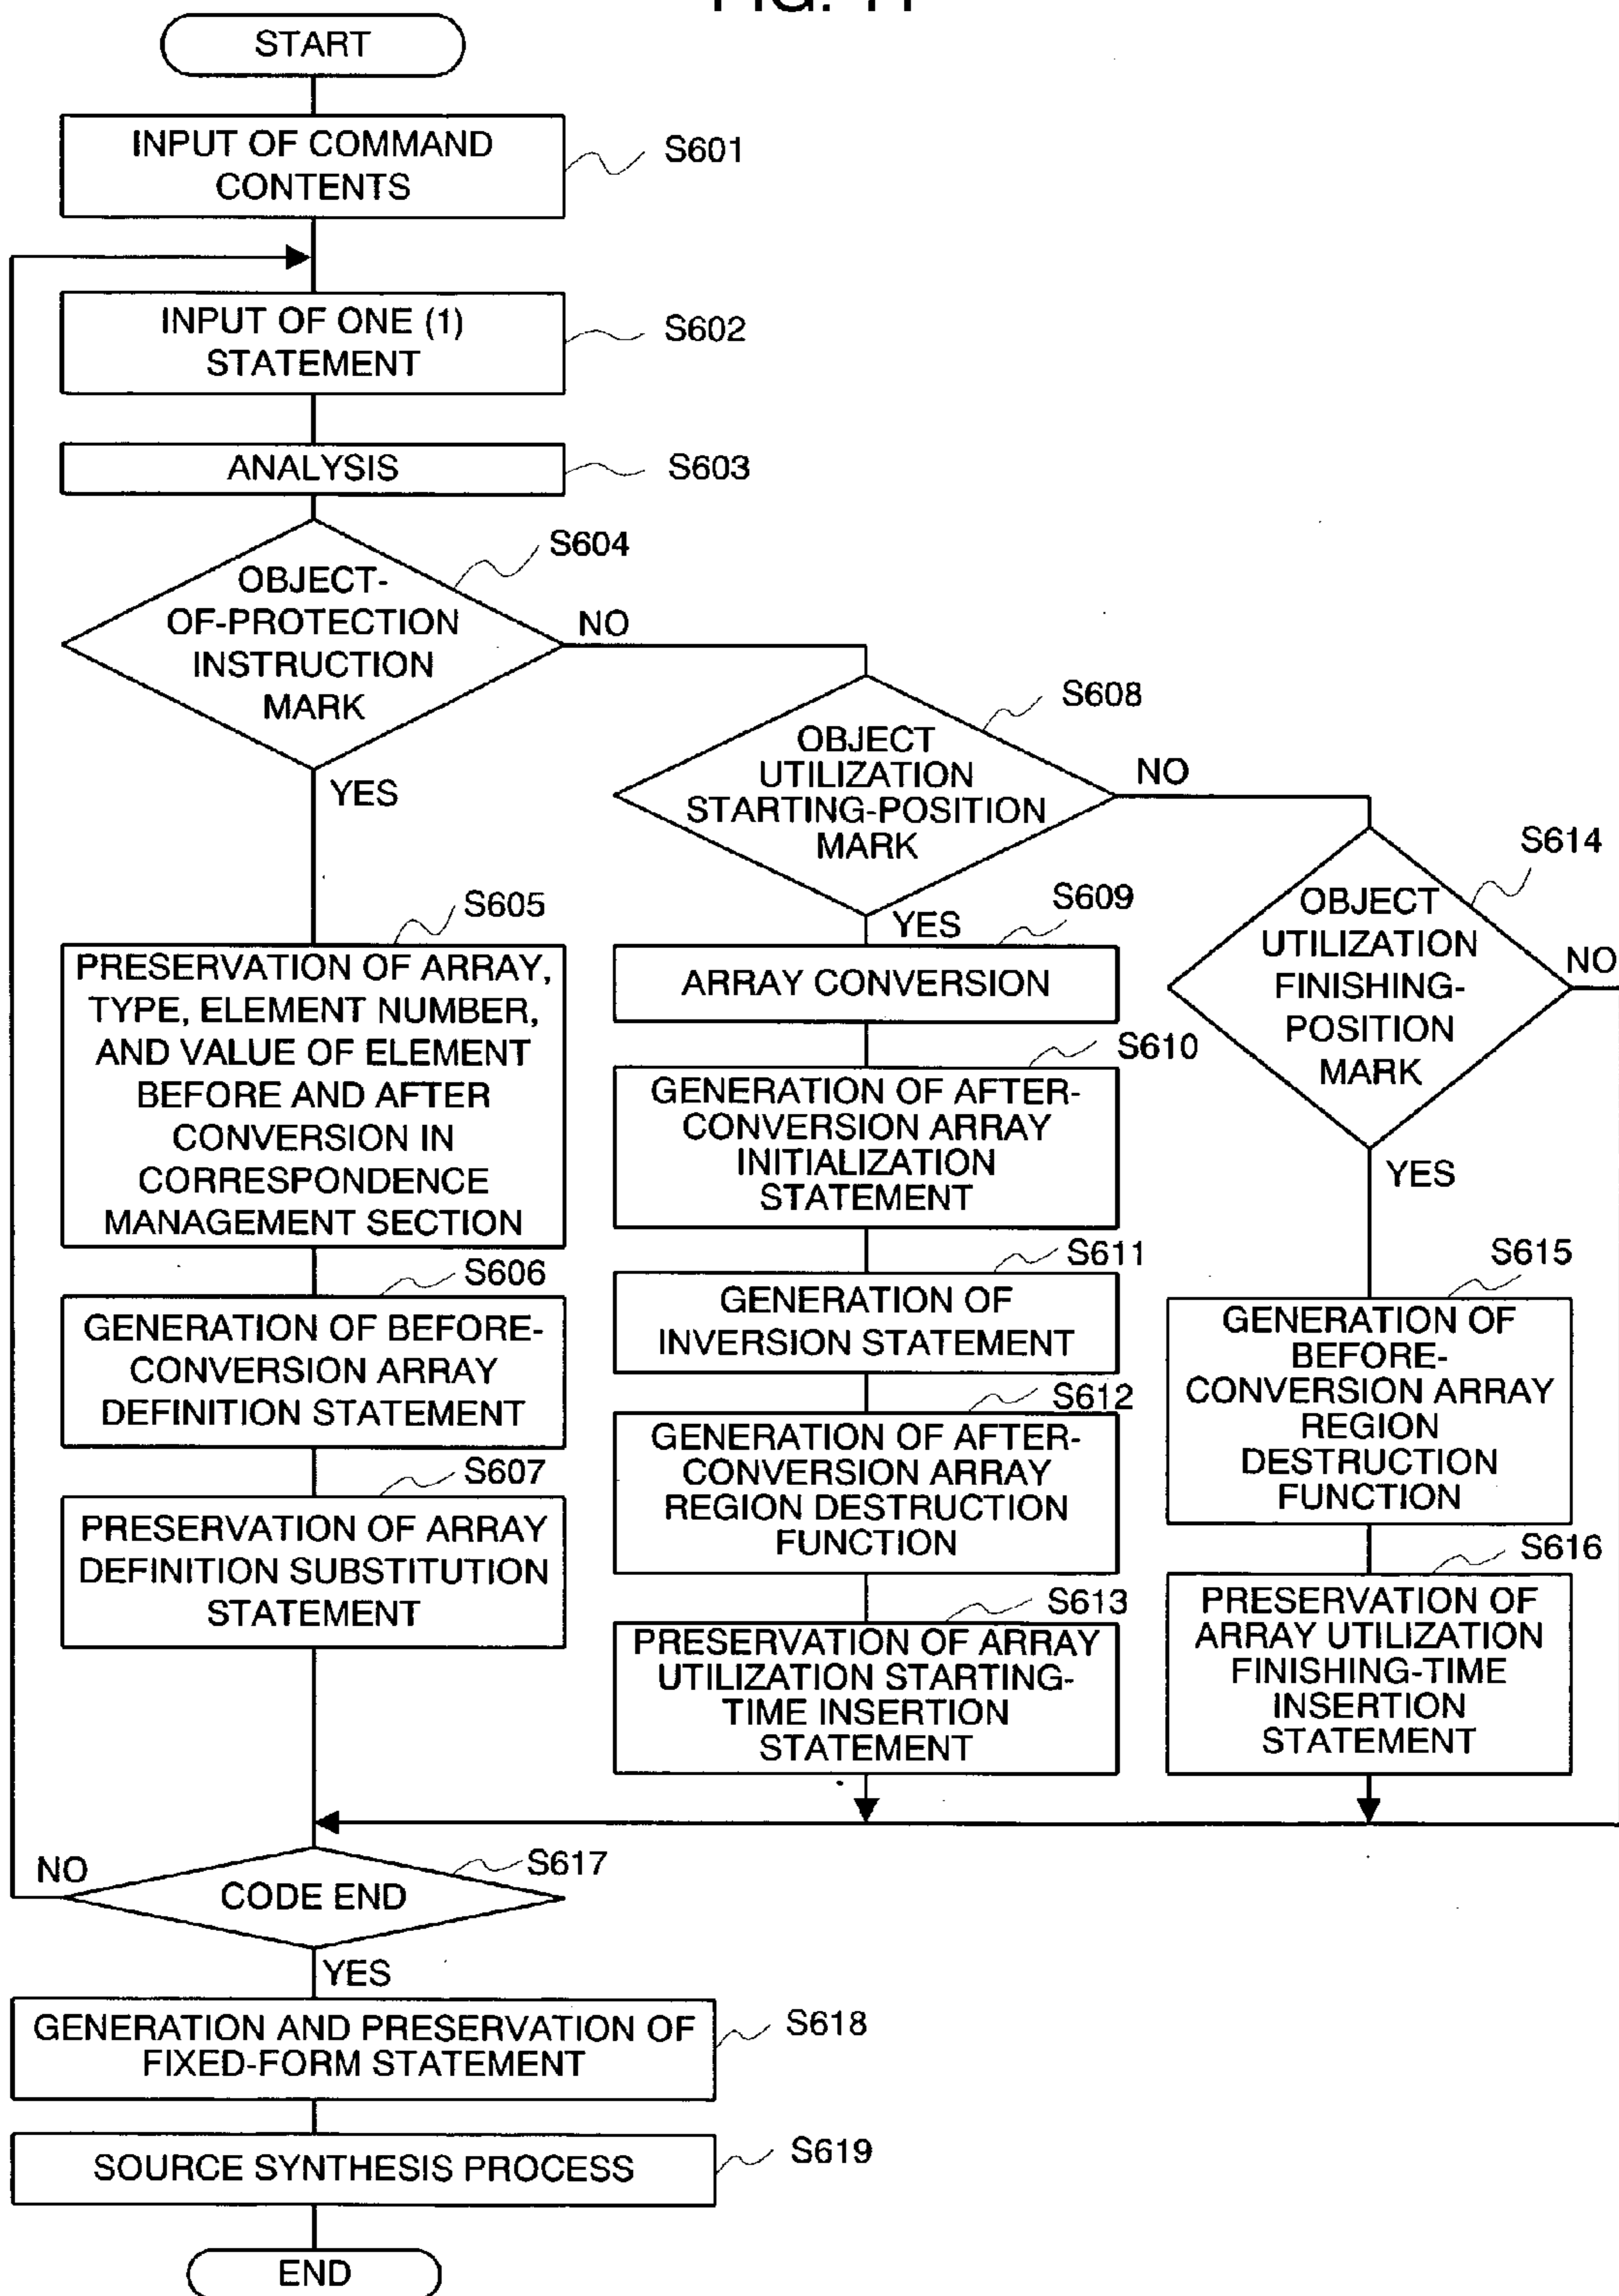 START
INPUT OF COMMAND
CONTENTS
S601
INPUT OF ONE (1)
STATEMENT
S602
ANALYSIS
S603
S604
OBJECT-
OF-PROTECTION
INSTRUCTION
MARK
NO
YES
S608
OBJECT
UTILIZATION
STARTING-POSITION
MARK
NO
YES
S614
OBJECT
UTILIZATION
FINISHING-
POSITION
MARK
NO
YES
S605
PRESERVATION OF ARRAY,
TYPE, ELEMENT NUMBER,
AND VALUE OF ELEMENT
BEFORE AND AFTER
CONVERSION IN
CORRESPONDENCE
MANAGEMENT SECTION
S606
GENERATION OF BEFORE-
CONVERSION ARRAY
DEFINITION STATEMENT
S607
PRESERVATION OF ARRAY
DEFINITION SUBSTITUTION
STATEMENT
S609
ARRAY CONVERSION
S610
GENERATION OF AFTER-
CONVERSION ARRAY
INITIALIZATION
STATEMENT
S611
GENERATION OF
INVERSION STATEMENT
S612
GENERATION OF AFTER-
CONVERSION ARRAY
REGION DESTRUCTION
FUNCTION
S613
PRESERVATION OF ARRAY
UTILIZATION STARTING-
TIME INSERTION
STATEMENT
S615
GENERATION OF
BEFORE-
CONVERSION ARRAY
REGION
DESTRUCTION
FUNCTION
S616
PRESERVATION OF
ARRAY UTILIZATION
FINISHING-TIME
INSERTION
STATEMENT
NO
S617
CODE END
YES
GENERATION AND PRESERVATION OF
FIXED-FORM STATEMENT
S618
SOURCE SYNTHESIS PROCESS
S619
END